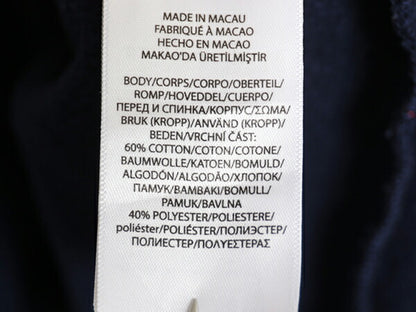 MADE IN MACAU
FABRIQUÉ À MACAO
HECHO EN MACAO
MAKAO'DA ÜRETİLMİŞTİR
BODY/CORPS/CORPO/OBERTEIL/
ROMP/HOVEDDEL/CUERPO/
ПЕРЕД И СПИНКА/КОРПУС/ΣΩΜΑ/
BRUK (KROPP)/ANVÄND (KROPP)/
BEDEN/VRCHNÍ ČÁST:
60% COTTON/COTON/COTONE/
BAUMWOLLE/KATOEN/BOMULD/
ALGODÓN/ALGODÃO/ХЛОПОК/
ПАМУК/ΒΑΜΒΑΚΙ/BOMULL/
PAMUK/BAVLNA
40% POLYESTER/POLIESTERE/
poliéster/POLIÉSTER/ПОЛИЭСТЕР/
ПОЛИЕСТЕР/ΠΟΛΥΕΣΤΕΡΑΣ